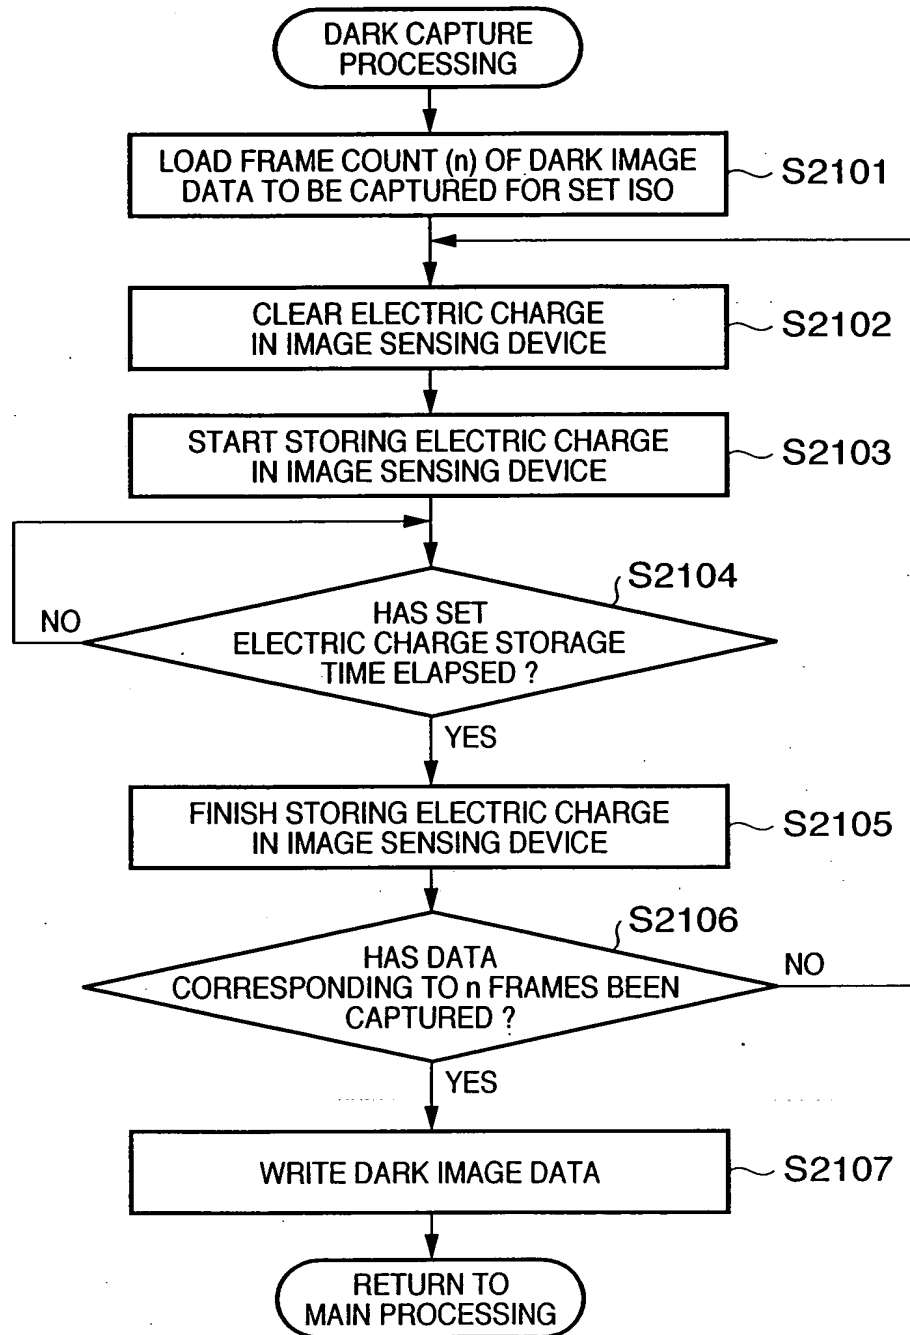 DARK CAPTURE
PROCESSING
LOAD FRAME COUNT (n) OF DARK IMAGE
DATA TO BE CAPTURED FOR SET ISO
S2101
CLEAR ELECTRIC CHARGE
IN IMAGE SENSING DEVICE
S2102
START STORING ELECTRIC CHARGE
IN IMAGE SENSING DEVICE
S2103
S2104
NO
HAS SET
ELECTRIC CHARGE STORAGE
TIME ELAPSED ?
YES
FINISH STORING ELECTRIC CHARGE
IN IMAGE SENSING DEVICE
S2105
S2106
HAS DATA
CORRESPONDING TO n FRAMES BEEN
CAPTURED ?
NO
YES
WRITE DARK IMAGE DATA
S2107
RETURN TO
MAIN PROCESSING